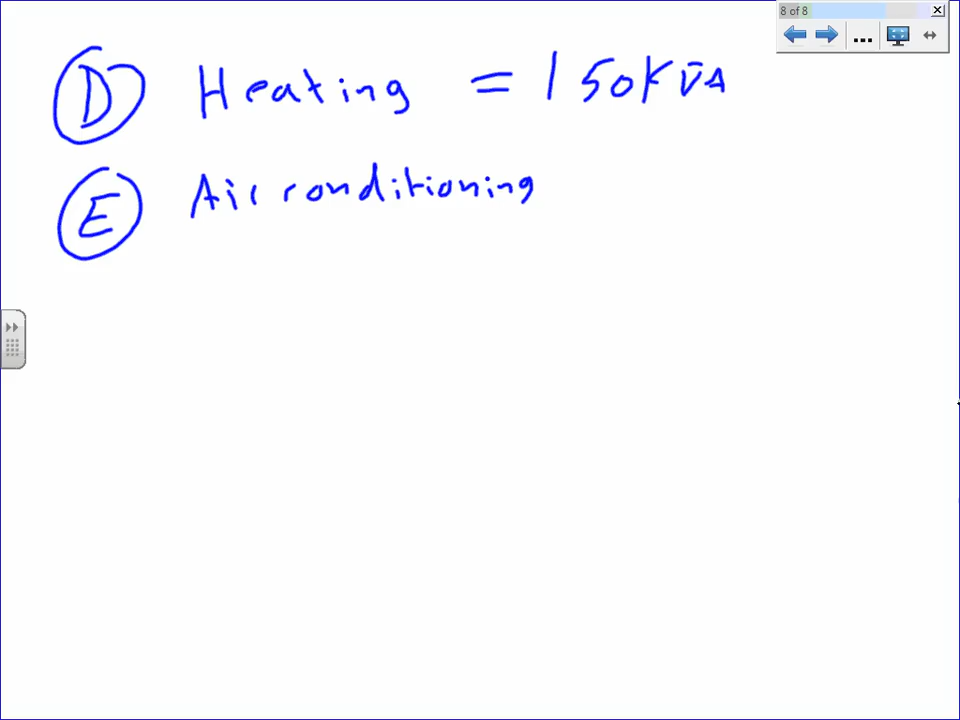 8 of 8
D Heating = 150KVA
E Air conditioning